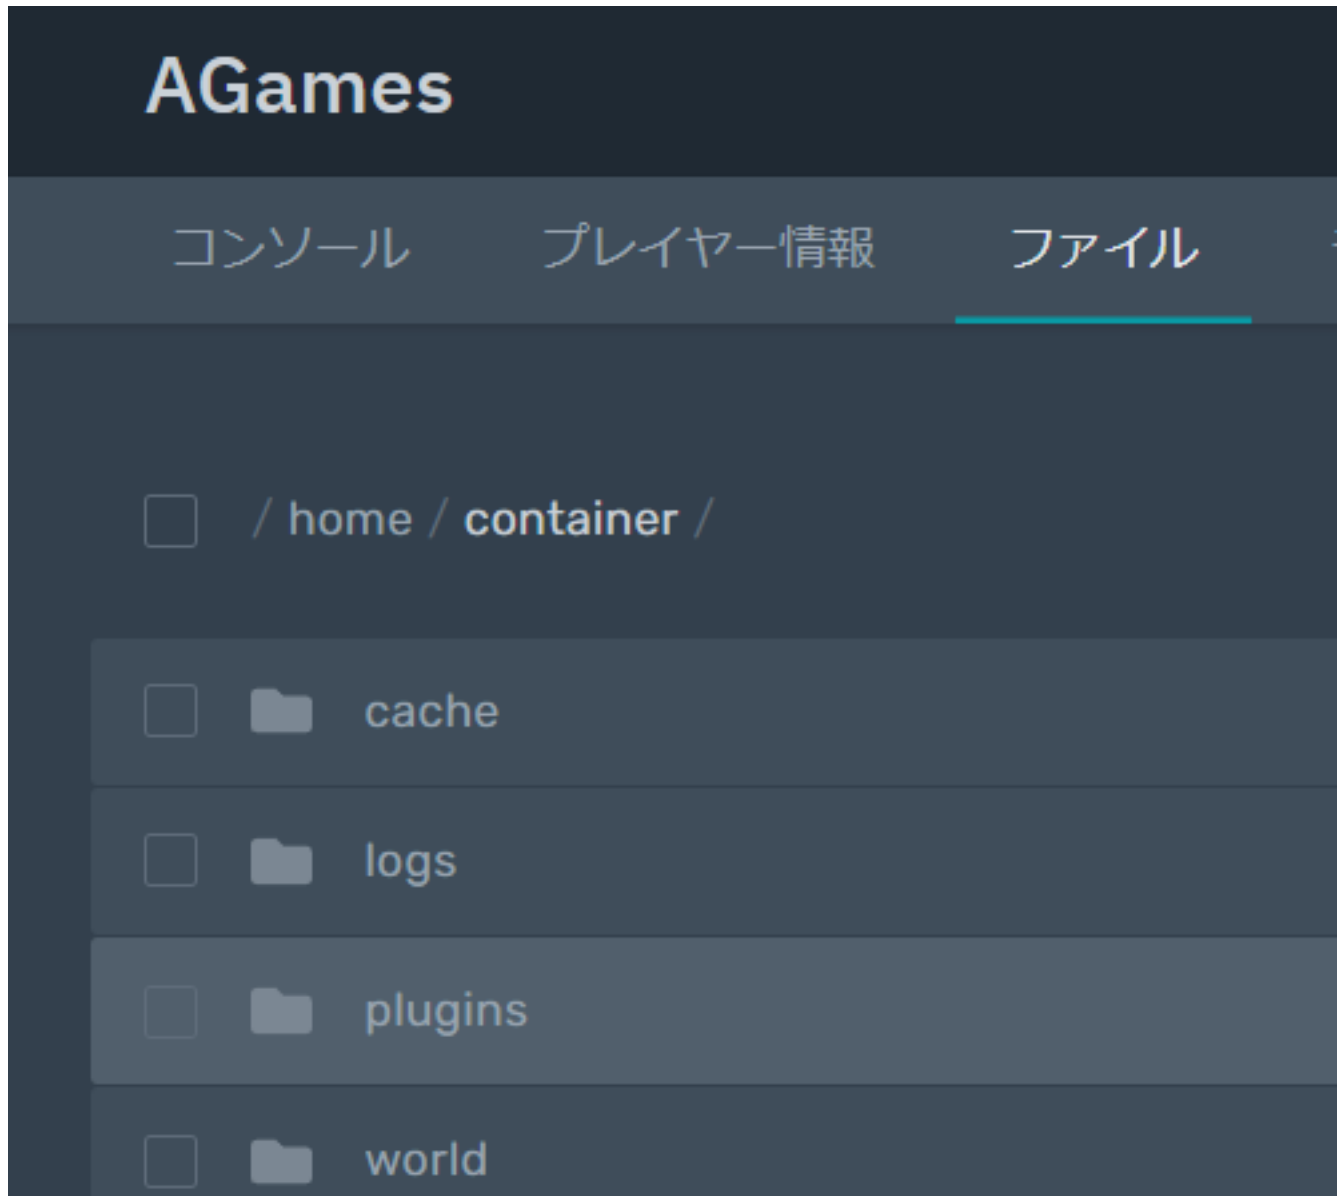 AGames
コンソール プレイヤー情報 ファイル
/ home / container /
cache
logs
plugins
world